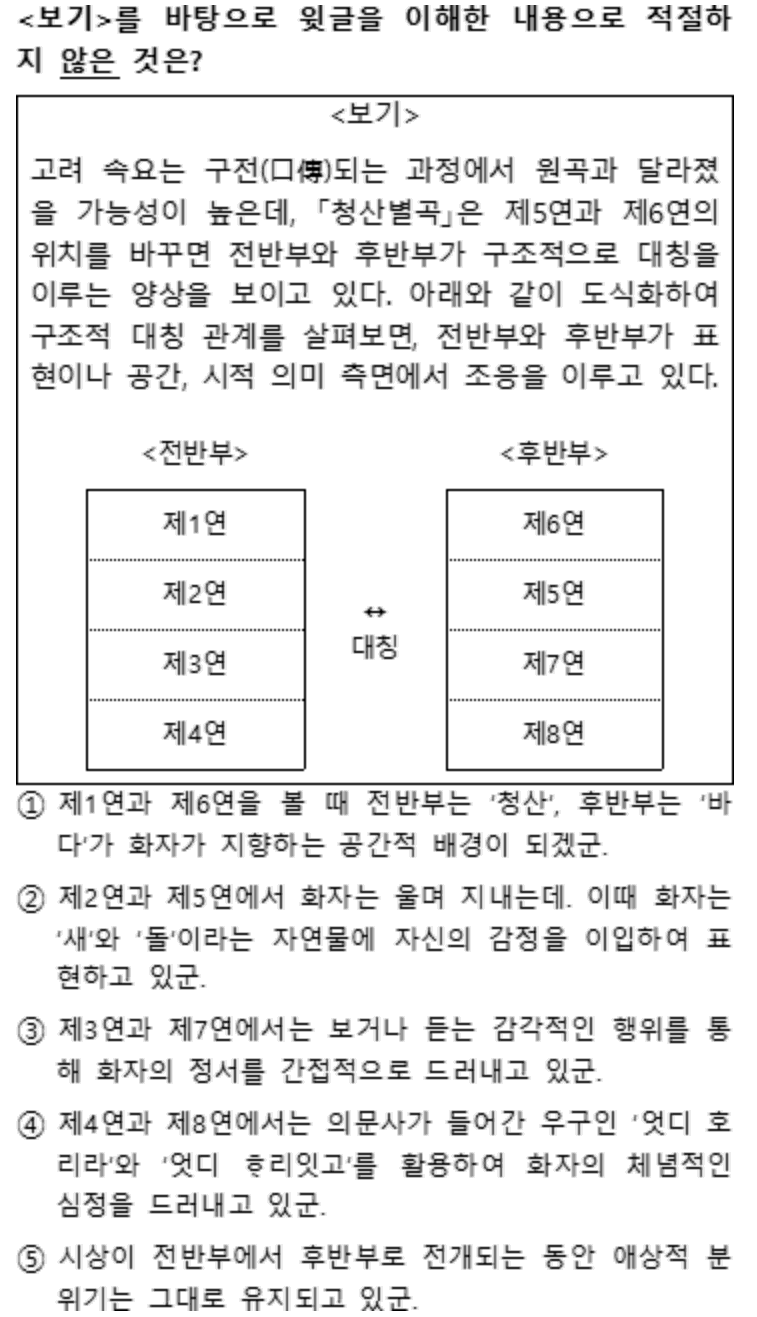 <보기>를 바탕으로 윗글을 이해한 내용으로 적절하
지 않은 것은?
<보기>
고려 속요는 구전(口傳)되는 과정에서 원곡과 달라졌
을 가능성이 높은데, 「청산별곡」은 제5연과 제6연의
위치를 바꾸면 전반부와 후반부가 구조적으로 대칭을
이루는 양상을 보이고 있다. 아래와 같이 도식화하여
구조적 대칭 관계를 살펴보면, 전반부와 후반부가 표
현이나 공간, 시적 의미 측면에서 조응을 이루고 있다.
<전반부> <후반부>
제1연 제6연
제2연 제5연
↔
대칭
제3연 제7연
제4연 제8연
① 제1연과 제6연을 볼 때 전반부는 '청산', 후반부는 '바
다'가 화자가 지향하는 공간적 배경이 되겠군.
② 제2연과 제5연에서 화자는 울며 지내는데. 이때 화자는
'새'와 '돌'이라는 자연물에 자신의 감정을 이입하여 표
현하고 있군.
③ 제3연과 제7연에서는 보거나 듣는 감각적인 행위를 통
해 화자의 정서를 간접적으로 드러내고 있군.
④ 제4연과 제8연에서는 의문사가 들어간 우구인 '엇디 호
리라'와 '엇디 ᄒᆞ리잇고'를 활용하여 화자의 체념적인
심정을 드러내고 있군.
⑤ 시상이 전반부에서 후반부로 전개되는 동안 애상적 분
위기는 그대로 유지되고 있군.